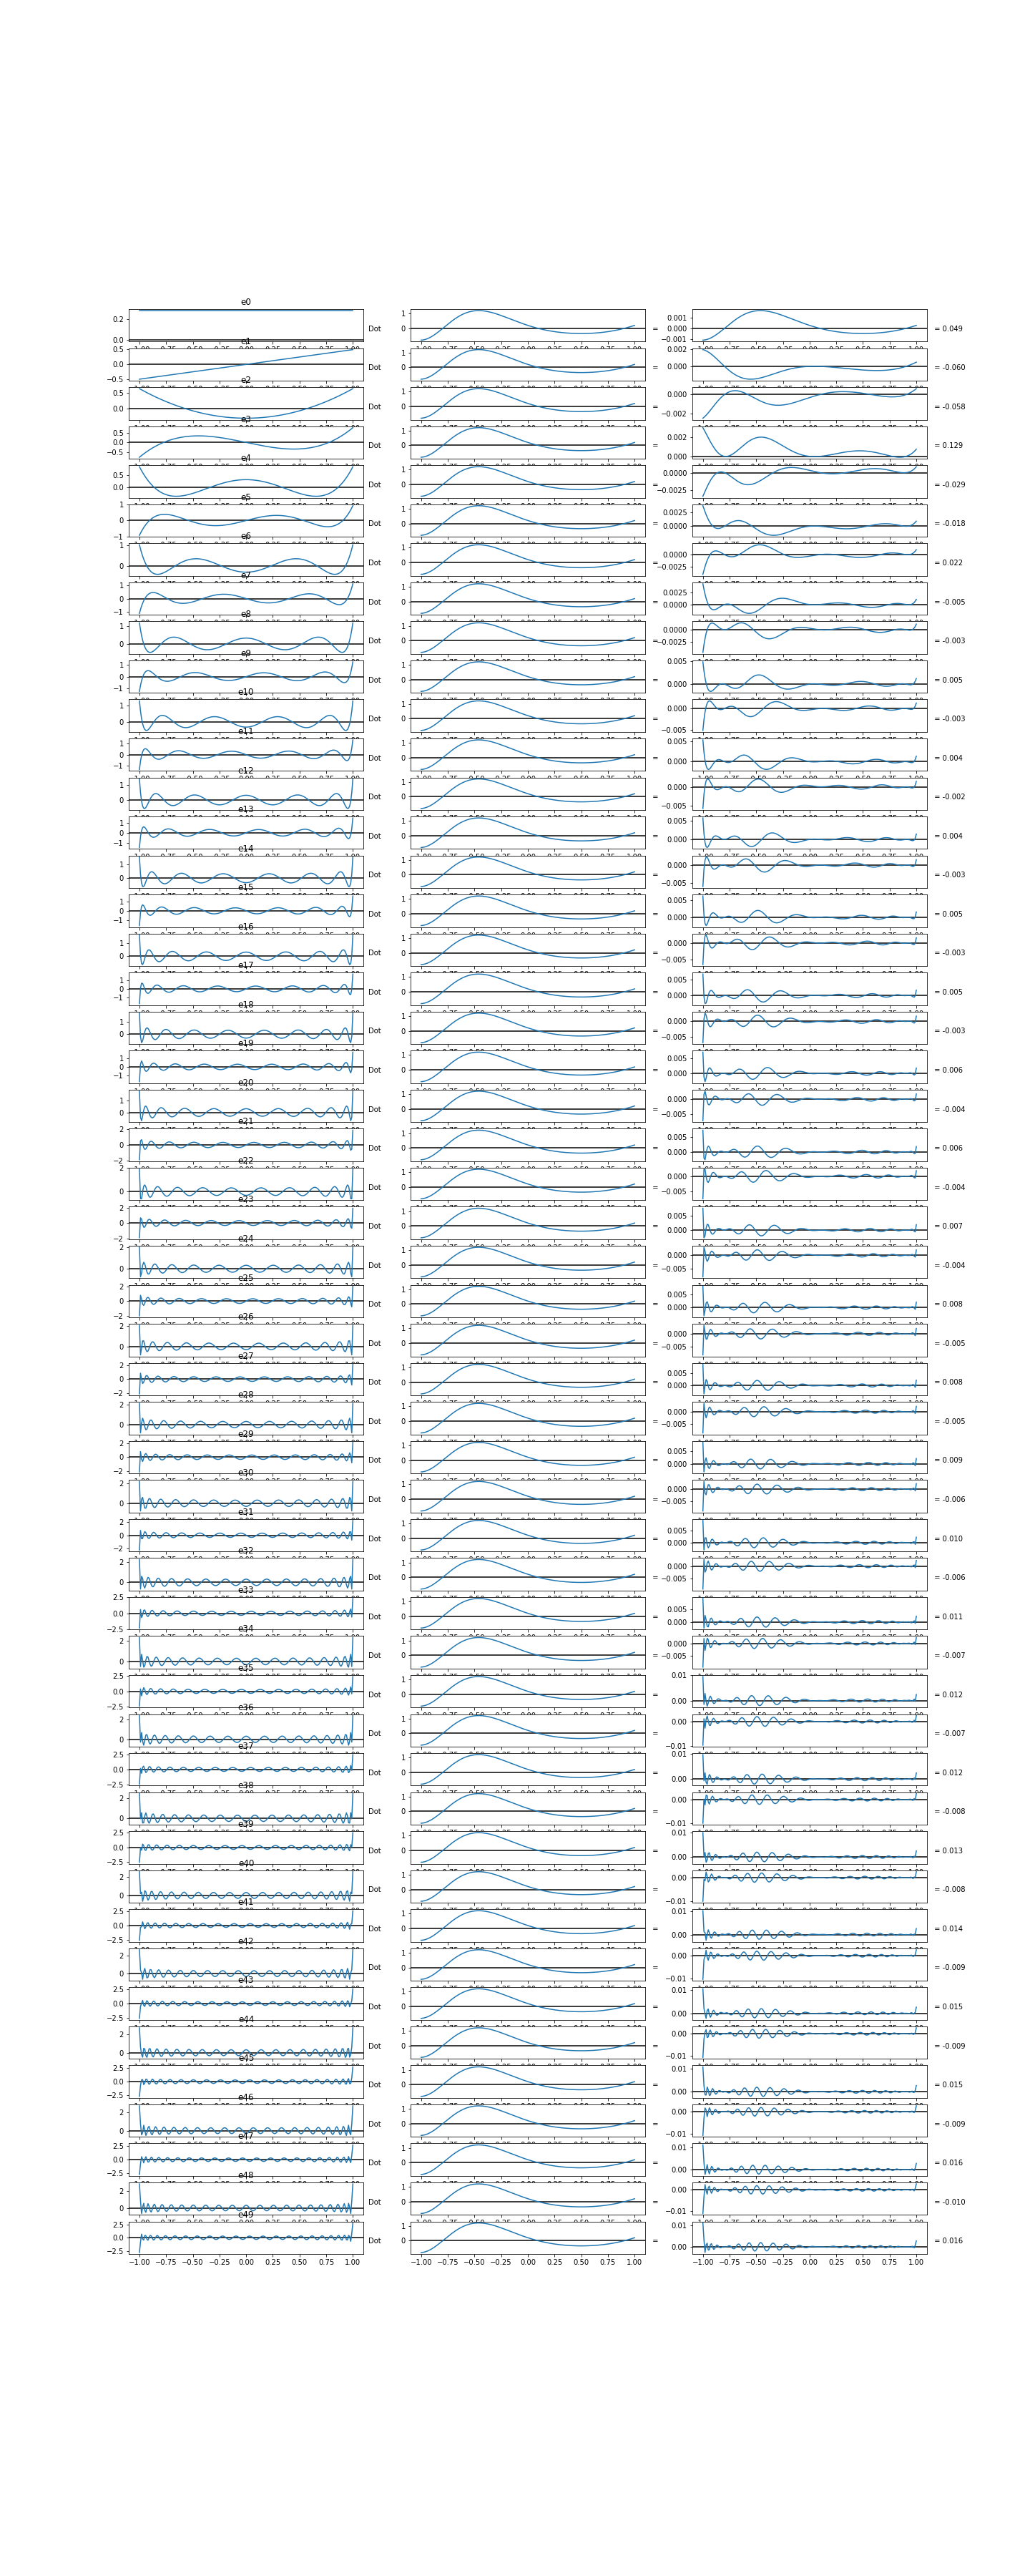 e0
0.2 0.0 Dot 1 0 = 0.001 0.000 −0.001 = 0.049
e1
0.5 0.0 −0.5 Dot 1 0 = 0.002 0.000 = -0.060
e2
0.5 0.0 Dot 1 0 = 0.000 −0.002 = -0.058
e3
0.5 0.0 −0.5 Dot 1 0 = 0.002 0.000 = 0.129
e4
0.5 0.0 Dot 1 0 = 0.0000 −0.0025 = -0.029
e5
1 0 −1 Dot 1 0 = 0.0025 0.0000 = -0.018
e6
1 0 Dot 1 0 = 0.0000 −0.0025 = 0.022
e7
1 0 −1 Dot 1 0 = 0.0025 0.0000 = -0.005
e8
1 0 Dot 1 0 = 0.0000 −0.0025 = -0.003
e9
1 0 −1 Dot 1 0 = 0.005 0.000 = 0.005
e10
1 0 Dot 1 0 = 0.000 −0.005 = -0.003
e11
1 0 −1 Dot 1 0 = 0.005 0.000 = 0.004
e12
1 0 Dot 1 0 = 0.000 −0.005 = -0.002
e13
1 0 −1 Dot 1 0 = 0.005 0.000 = 0.004
e14
1 0 Dot 1 0 = 0.000 −0.005 = -0.003
e15
1 0 −1 Dot 1 0 = 0.005 0.000 = 0.005
e16
1 0 Dot 1 0 = 0.000 −0.005 = -0.003
e17
1 0 −1 Dot 1 0 = 0.005 0.000 = 0.005
e18
1 0 Dot 1 0 = 0.000 −0.005 = -0.003
e19
1 0 −1 Dot 1 0 = 0.005 0.000 = 0.006
e20
1 0 Dot 1 0 = 0.000 −0.005 = -0.004
e21
2 0 −2 Dot 1 0 = 0.005 0.000 = 0.006
e22
2 0 Dot 1 0 = 0.000 −0.005 = -0.004
e23
2 0 −2 Dot 1 0 = 0.005 0.000 = 0.007
e24
2 0 Dot 1 0 = 0.000 −0.005 = -0.004
e25
2 0 −2 Dot 1 0 = 0.005 0.000 = 0.008
e26
2 0 Dot 1 0 = 0.000 −0.005 = -0.005
e27
2 0 −2 Dot 1 0 = 0.005 0.000 = 0.008
e28
2 0 Dot 1 0 = 0.000 −0.005 = -0.005
e29
2 0 −2 Dot 1 0 = 0.005 0.000 = 0.009
e30
2 0 Dot 1 0 = 0.000 −0.005 = -0.006
e31
2 0 −2 Dot 1 0 = 0.005 0.000 = 0.010
e32
2 0 Dot 1 0 = 0.000 −0.005 = -0.006
e33
2.5 0.0 −2.5 Dot 1 0 = 0.005 0.000 = 0.011
e34
2 0 Dot 1 0 = 0.000 −0.005 = -0.007
e35
2.5 0.0 −2.5 Dot 1 0 = 0.01 0.00 = 0.012
e36
2 0 Dot 1 0 = 0.00 −0.01 = -0.007
e37
2.5 0.0 −2.5 Dot 1 0 = 0.01 0.00 = 0.012
e38
2 0 Dot 1 0 = 0.00 −0.01 = -0.008
e39
2.5 0.0 −2.5 Dot 1 0 = 0.01 0.00 = 0.013
e40
2 0 Dot 1 0 = 0.00 −0.01 = -0.008
e41
2.5 0.0 −2.5 Dot 1 0 = 0.01 0.00 = 0.014
e42
2 0 Dot 1 0 = 0.00 −0.01 = -0.009
e43
2.5 0.0 −2.5 Dot 1 0 = 0.01 0.00 = 0.015
e44
2 0 Dot 1 0 = 0.00 −0.01 = -0.009
e45
2.5 0.0 −2.5 Dot 1 0 = 0.01 0.00 = 0.015
e46
2 0 Dot 1 0 = 0.00 −0.01 = -0.009
e47
2.5 0.0 −2.5 Dot 1 0 = 0.01 0.00 = 0.016
e48
2 0 Dot 1 0 = 0.00 −0.01 = -0.010
e49
2.5 0.0 −2.5 Dot 1 0 = 0.01 0.00 = 0.016
−1.00 −0.75 −0.50 −0.25 0.00 0.25 0.50 0.75 1.00 −1.00 −0.75 −0.50 −0.25 0.00 0.25 0.50 0.75 1.00 −1.00 −0.75 −0.50 −0.25 0.00 0.25 0.50 0.75 1.00